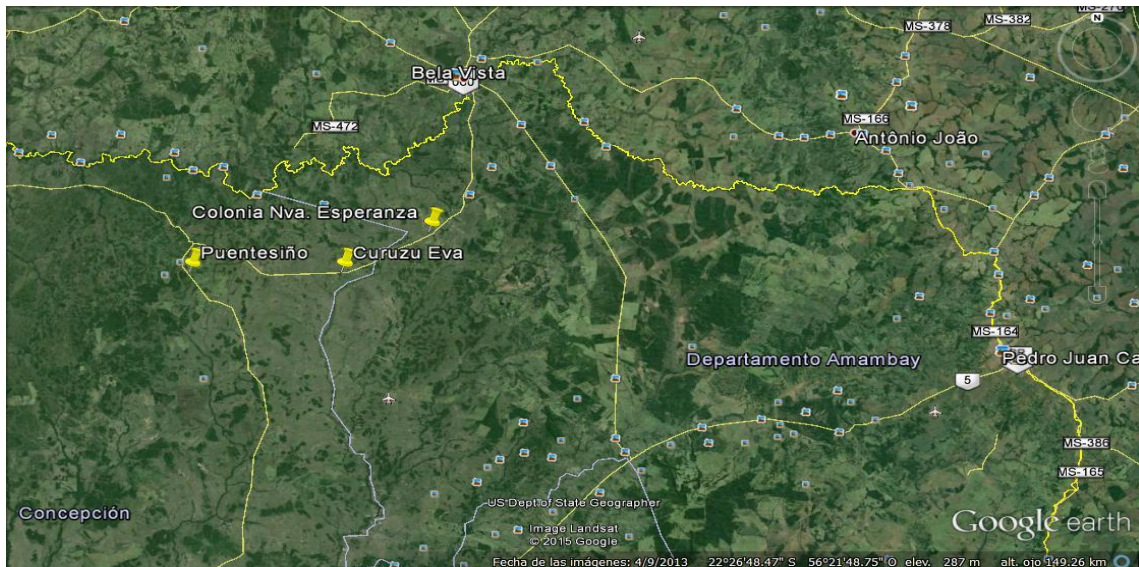 MS-378
MS-382
N
Bela Vista
MS-472
MS-166
Antônio João
Colonia Nva. Esperanza
Puentesiño
Curuzu Eva
MS-164
Departamento Amambay
Pedro Juan Ca
5
MS-386
MS-165
US Dept of State Geographer
Concepción
Image Landsat
© 2015 Google
Google earth
Fecha de las imágenes: 4/9/2013 22°26'48.47" S 56°21'48.75" O elev. 287 m alt. ojo 149.26 km